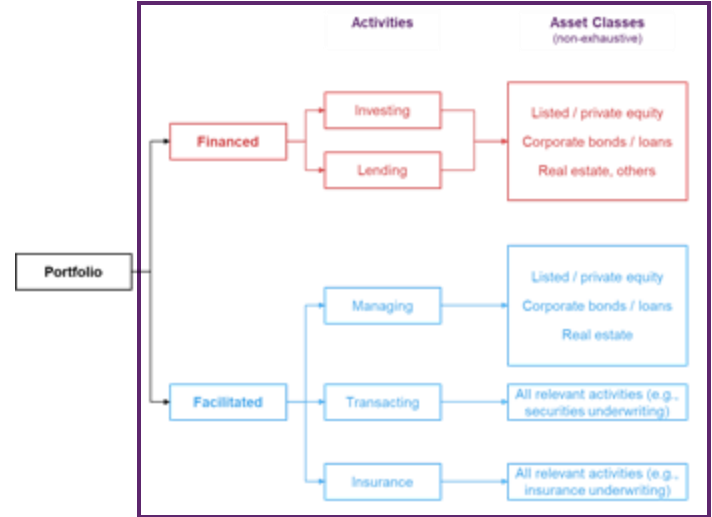 Activities
Asset Classes
(non-exhaustive)
Financed
Investing
Lending
Listed / private equity
Corporate bonds / loans
Real estate, others
Portfolio
Facilitated
Managing
Listed / private equity
Corporate bonds / loans
Real estate
Transacting
All relevant activities (e.g.,
securities underwriting)
Insurance
All relevant activities (e.g.,
insurance underwriting)